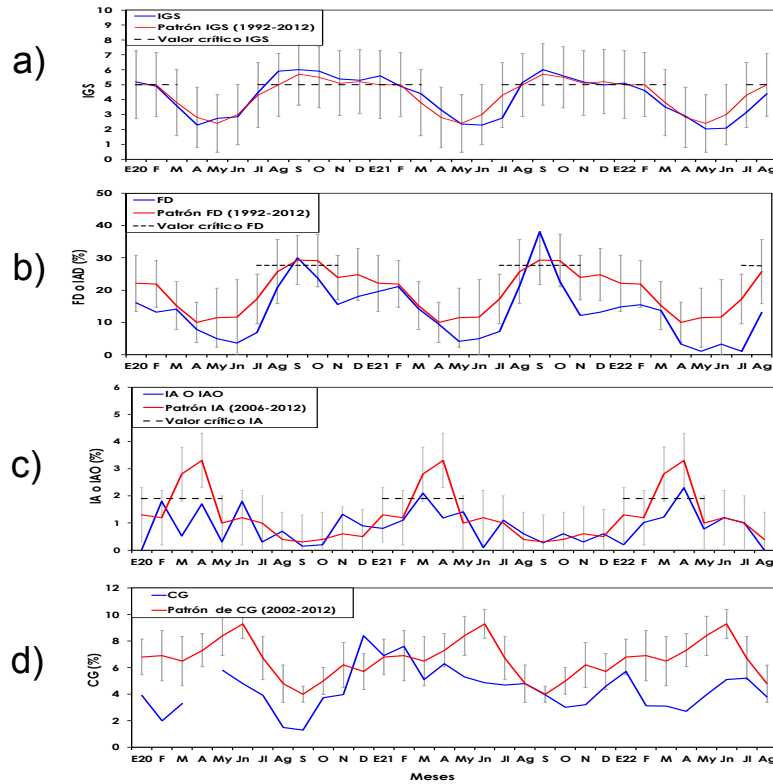 a)
IGS
10
9
8
7
6
5
4
3
2
1
0
IGS
Patrón IGS (1992-2012)
Valor crítico IGS
E20 F M A My Jn Jl Ag S O N D E21 F M A My Jn Jl Ag S O N D E22 F M A My Jn Jl Ag
b)
FD o IAD (%)
50
40
30
20
10
0
FD
Patrón FD (1992-2012)
Valor crítico FD
E20 F M A My Jn Jl Ag S O N D E21 F M A My Jn Jl Ag S O N D E22 F M A My Jn Jl Ag
c)
IA o IAO (%)
6
5
4
3
2
1
0
IA O IAO
Patrón IA (2006-2012)
Valor crítico IA
E20 F M A My Jn Jl Ag S O N D E21 F M A My Jn Jl Ag S O N D E22 F M A My Jn Jl Ag
d)
CG (%)
12
10
8
6
4
2
0
CG
Patrón de CG (2002-2012)
E20 F M A My Jn Jl Ag S O N D E21 F M A My Jn Jl Ag S O N D E22 F M A My Jn Jl Ag
Meses